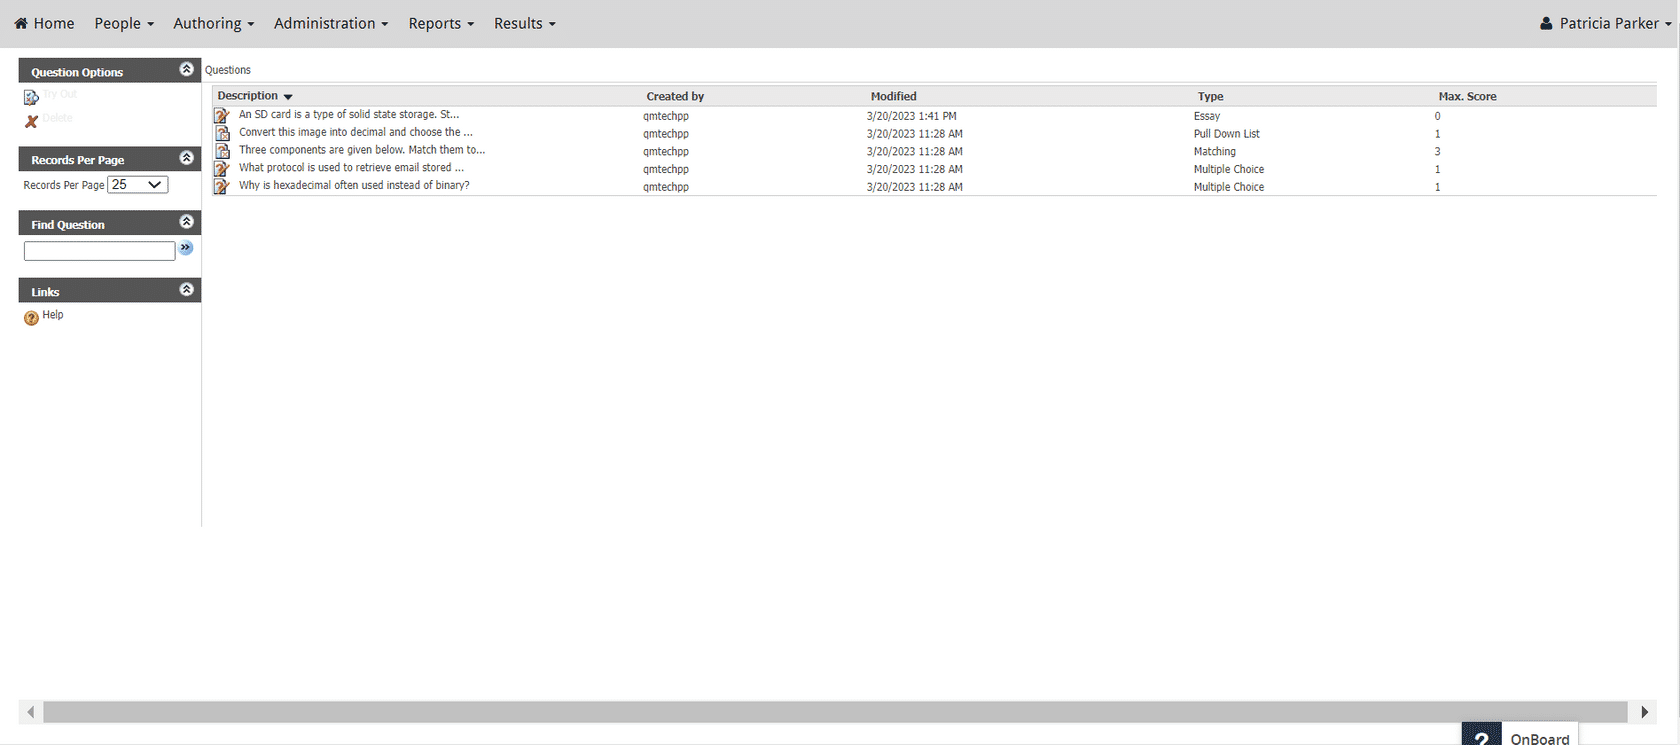 Home People Authoring Administration Reports Results Patricia Parker
Question Options
Try Out
Delete
Records Per Page
Records Per Page 25
Find Question
Links
Help
Questions
Description Created by Modified Type Max. Score
An SD card is a type of solid state storage. St... qmtechpp 3/20/2023 1:41 PM Essay 0
Convert this image into decimal and choose the ... qmtechpp 3/20/2023 11:28 AM Pull Down List 1
Three components are given below. Match them to... qmtechpp 3/20/2023 11:28 AM Matching 3
What protocol is used to retrieve email stored ... qmtechpp 3/20/2023 11:28 AM Multiple Choice 1
Why is hexadecimal often used instead of binary? qmtechpp 3/20/2023 11:28 AM Multiple Choice 1
? OnBoard